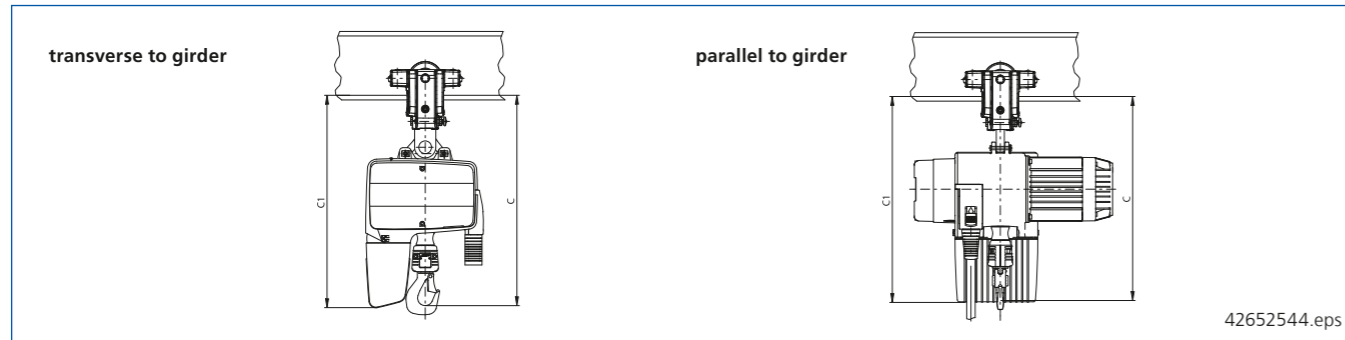 transverse to girder
parallel to girder
C1
C
C1
C
42652544.eps